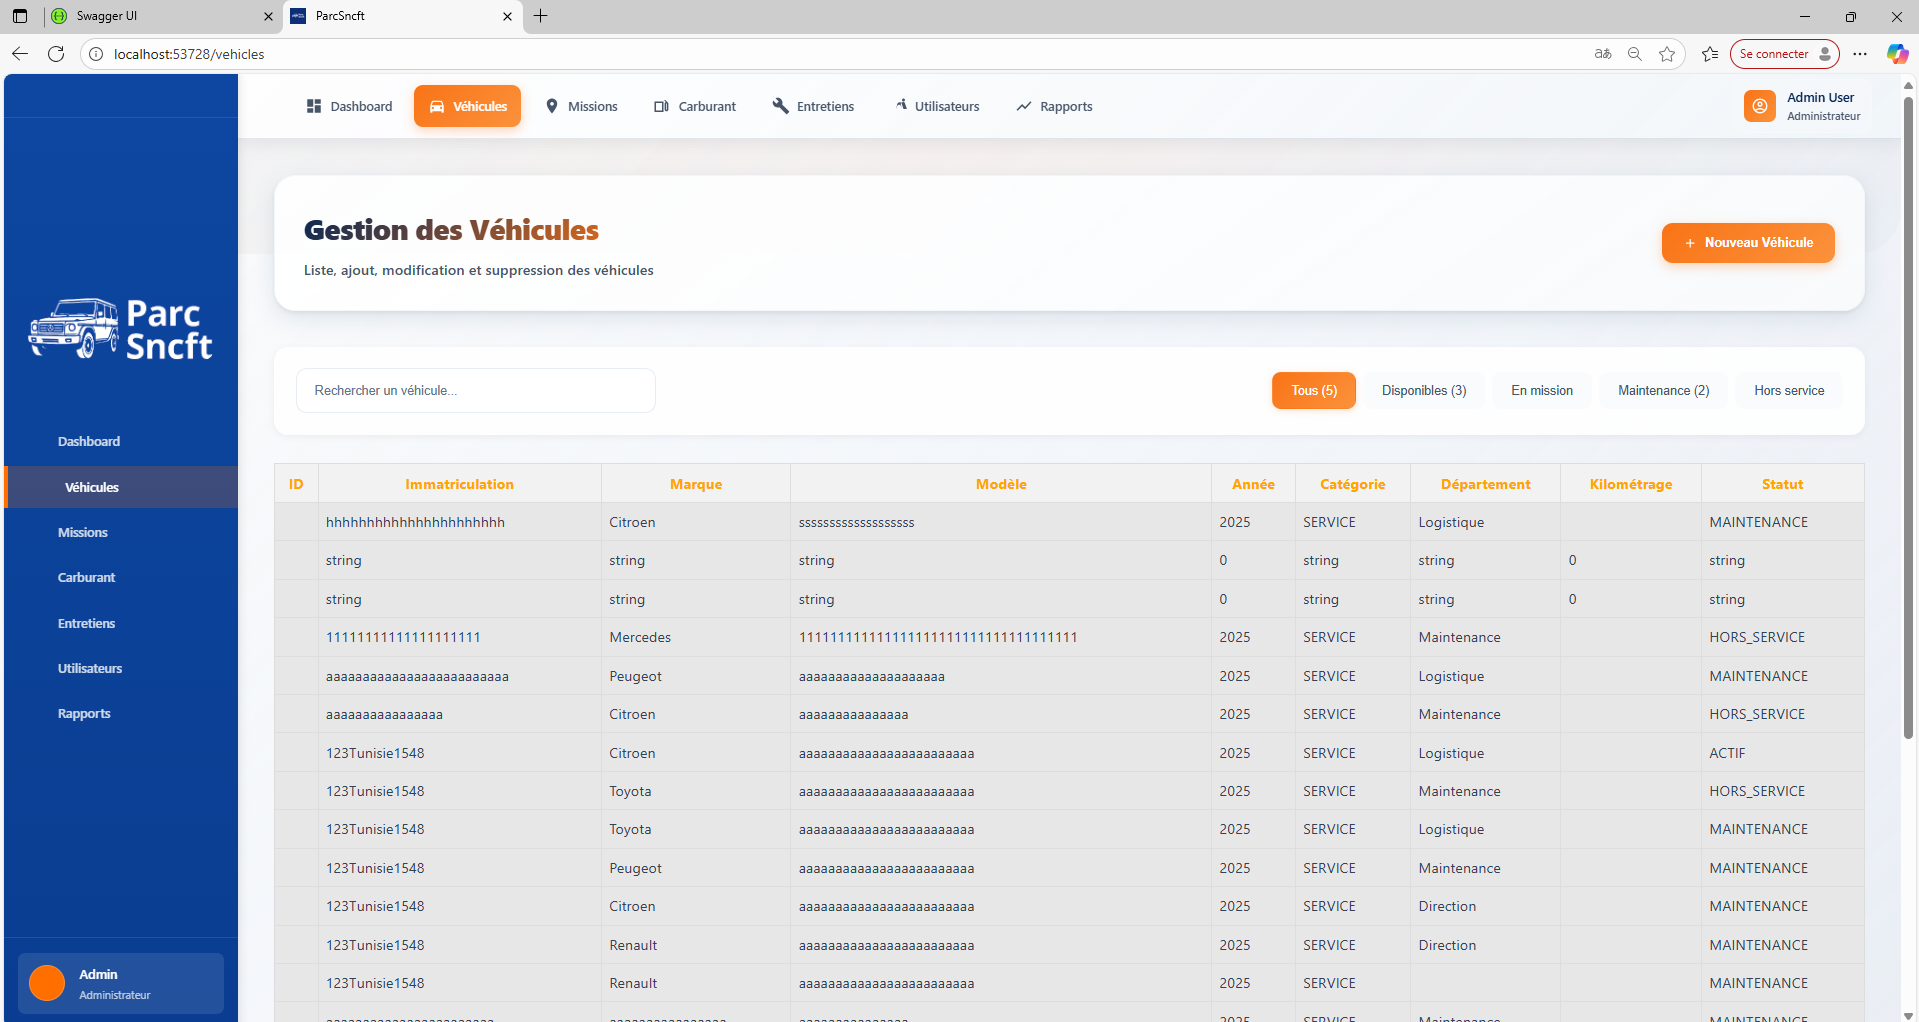 Swagger UI
ParcSncft
localhost:53728/vehicles
Se connecter
Parc
Sncft
Dashboard
Véhicules
Missions
Carburant
Entretiens
Utilisateurs
Rapports
Admin
Administrateur
Dashboard Véhicules Missions Carburant Entretiens Utilisateurs Rapports
Admin User
Administrateur
Gestion des Véhicules
Liste, ajout, modification et suppression des véhicules
+ Nouveau Véhicule
Rechercher un véhicule...
Tous (5) Disponibles (3) En mission Maintenance (2) Hors service
ID Immatriculation Marque Modèle Année Catégorie Département Kilométrage Statut
hhhhhhhhhhhhhhhhhhhhhh Citroen sssssssssssssssssss 2025 SERVICE Logistique MAINTENANCE
string string string 0 string string 0 string
string string string 0 string string 0 string
11111111111111111111 Mercedes 111111111111111111111111111111111111 2025 SERVICE Maintenance HORS_SERVICE
aaaaaaaaaaaaaaaaaaaaaaaaa Peugeot aaaaaaaaaaaaaaaaaaaa 2025 SERVICE Logistique MAINTENANCE
aaaaaaaaaaaaaaaa Citroen aaaaaaaaaaaaaaa 2025 SERVICE Maintenance HORS_SERVICE
123Tunisie1548 Citroen aaaaaaaaaaaaaaaaaaaaaaaa 2025 SERVICE Logistique ACTIF
123Tunisie1548 Toyota aaaaaaaaaaaaaaaaaaaaaaaa 2025 SERVICE Maintenance HORS_SERVICE
123Tunisie1548 Toyota aaaaaaaaaaaaaaaaaaaaaaaa 2025 SERVICE Logistique MAINTENANCE
123Tunisie1548 Peugeot aaaaaaaaaaaaaaaaaaaaaaaa 2025 SERVICE Maintenance MAINTENANCE
123Tunisie1548 Citroen aaaaaaaaaaaaaaaaaaaaaaaa 2025 SERVICE Direction MAINTENANCE
123Tunisie1548 Renault aaaaaaaaaaaaaaaaaaaaaaaa 2025 SERVICE Direction MAINTENANCE
123Tunisie1548 Renault aaaaaaaaaaaaaaaaaaaaaaaa 2025 SERVICE MAINTENANCE
2025 SERVICE Maintenance MAINTENANCE